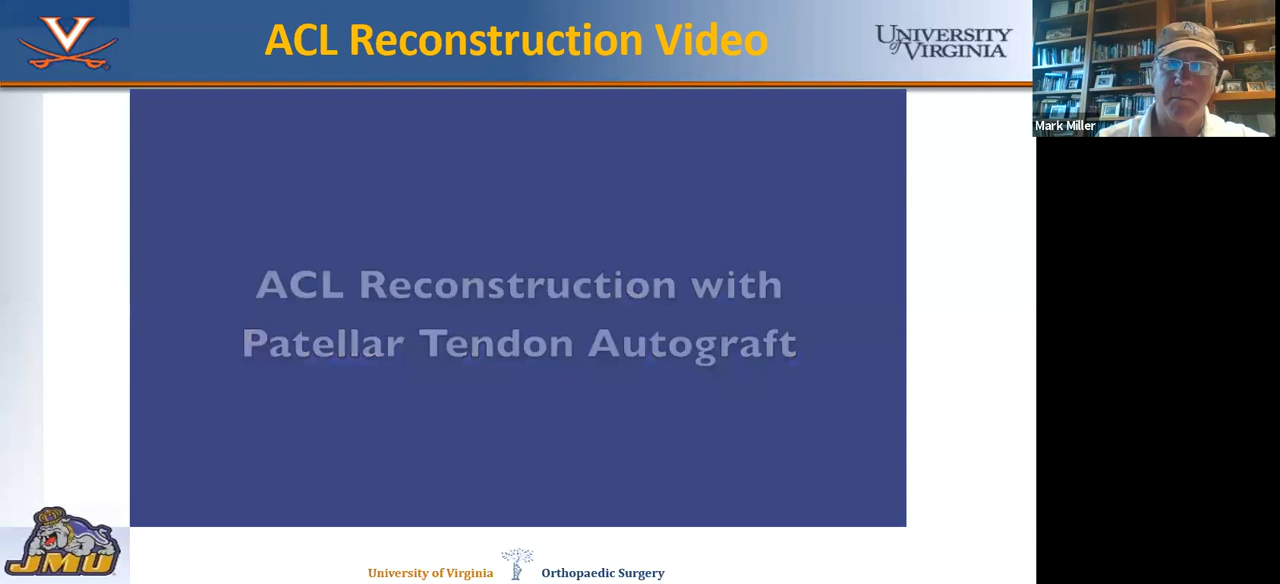 ACL Reconstruction Video
UNIVERSITY
of VIRGINIA
Mark Miller
ACL Reconstruction with
Patellar Tendon Autograft
JMU
University of Virginia Orthopaedic Surgery